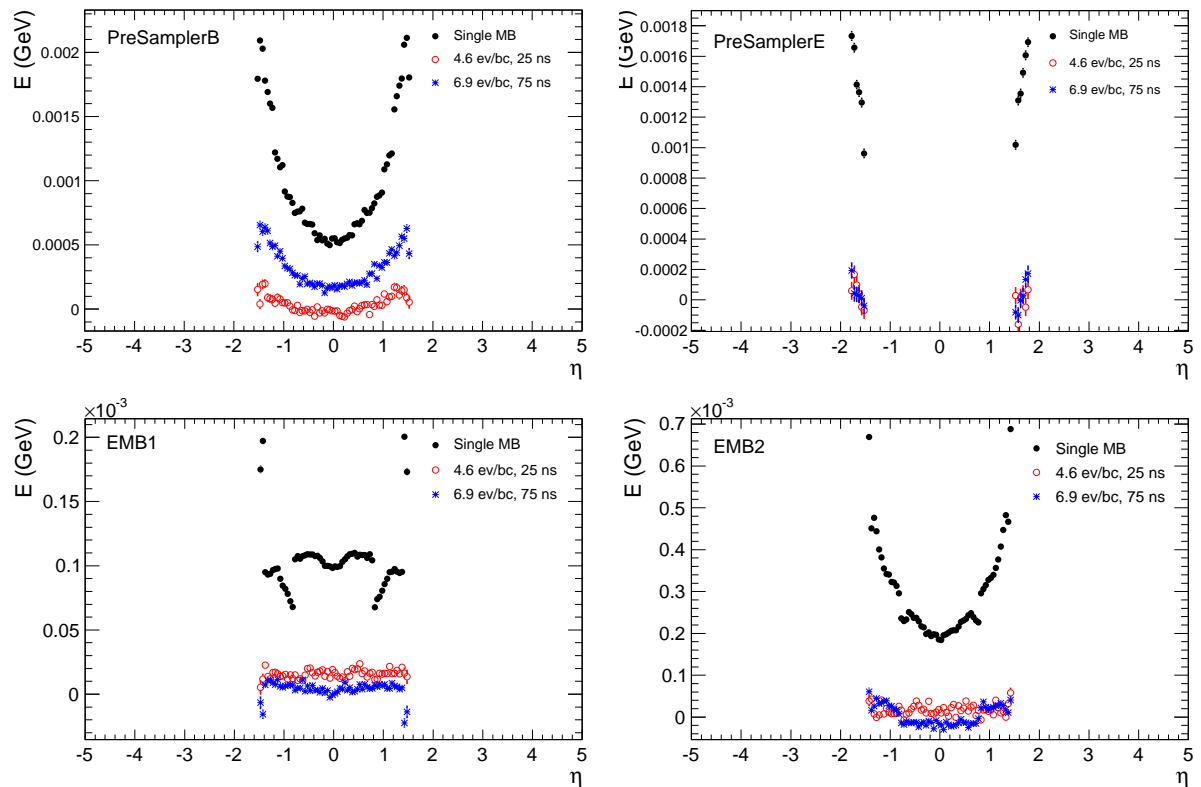 E (GeV)
PreSamplerB
Single MB
4.6 ev/bc, 25 ns
6.9 ev/bc, 75 ns
0.002
0.0015
0.001
0.0005
0
-5 -4 -3 -2 -1 0 1 2 3 4 5
η
E (GeV)
PreSamplerE
Single MB
4.6 ev/bc, 25 ns
6.9 ev/bc, 75 ns
0.0018
0.0016
0.0014
0.0012
0.001
0.0008
0.0006
0.0004
0.0002
0
-0.0002
-5 -4 -3 -2 -1 0 1 2 3 4 5
η
×10⁻³
E (GeV)
EMB1
Single MB
4.6 ev/bc, 25 ns
6.9 ev/bc, 75 ns
0.2
0.15
0.1
0.05
0
-5 -4 -3 -2 -1 0 1 2 3 4 5
η
×10⁻³
E (GeV)
EMB2
Single MB
4.6 ev/bc, 25 ns
6.9 ev/bc, 75 ns
0.7
0.6
0.5
0.4
0.3
0.2
0.1
0
-5 -4 -3 -2 -1 0 1 2 3 4 5
η